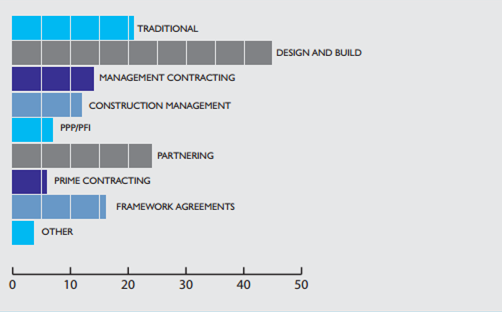 TRADITIONAL
DESIGN AND BUILD
MANAGEMENT CONTRACTING
CONSTRUCTION MANAGEMENT
PPP/PFI
PARTNERING
PRIME CONTRACTING
FRAMEWORK AGREEMENTS
OTHER
0 10 20 30 40 50